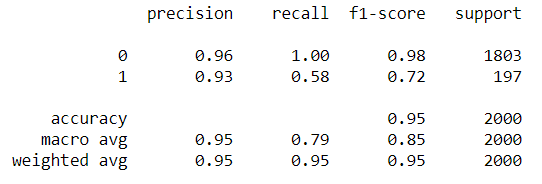 precision recall f1-score support
0 0.96 1.00 0.98 1803
1 0.93 0.58 0.72 197
accuracy 0.95 2000
macro avg 0.95 0.79 0.85 2000
weighted avg 0.95 0.95 0.95 2000